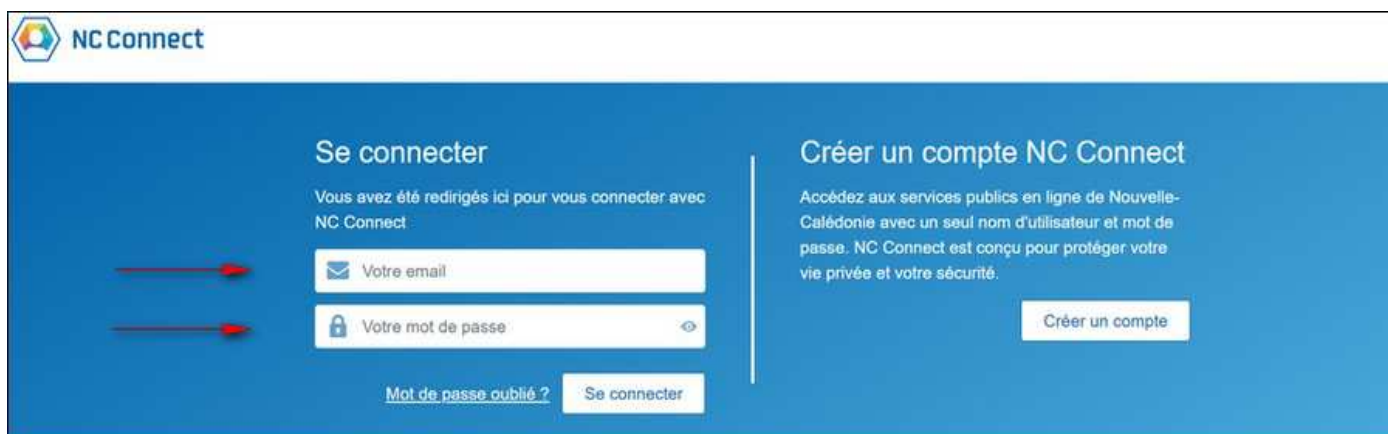 NC Connect
Se connecter
Vous avez été redirigés ici pour vous connecter avec
NC Connect
Votre email
Votre mot de passe
Mot de passe oublié ?
Se connecter
Créer un compte NC Connect
Accédez aux services publics en ligne de Nouvelle-
Calédonie avec un seul nom d'utilisateur et mot de
passe. NC Connect est conçu pour protéger votre
vie privée et votre sécurité.
Créer un compte